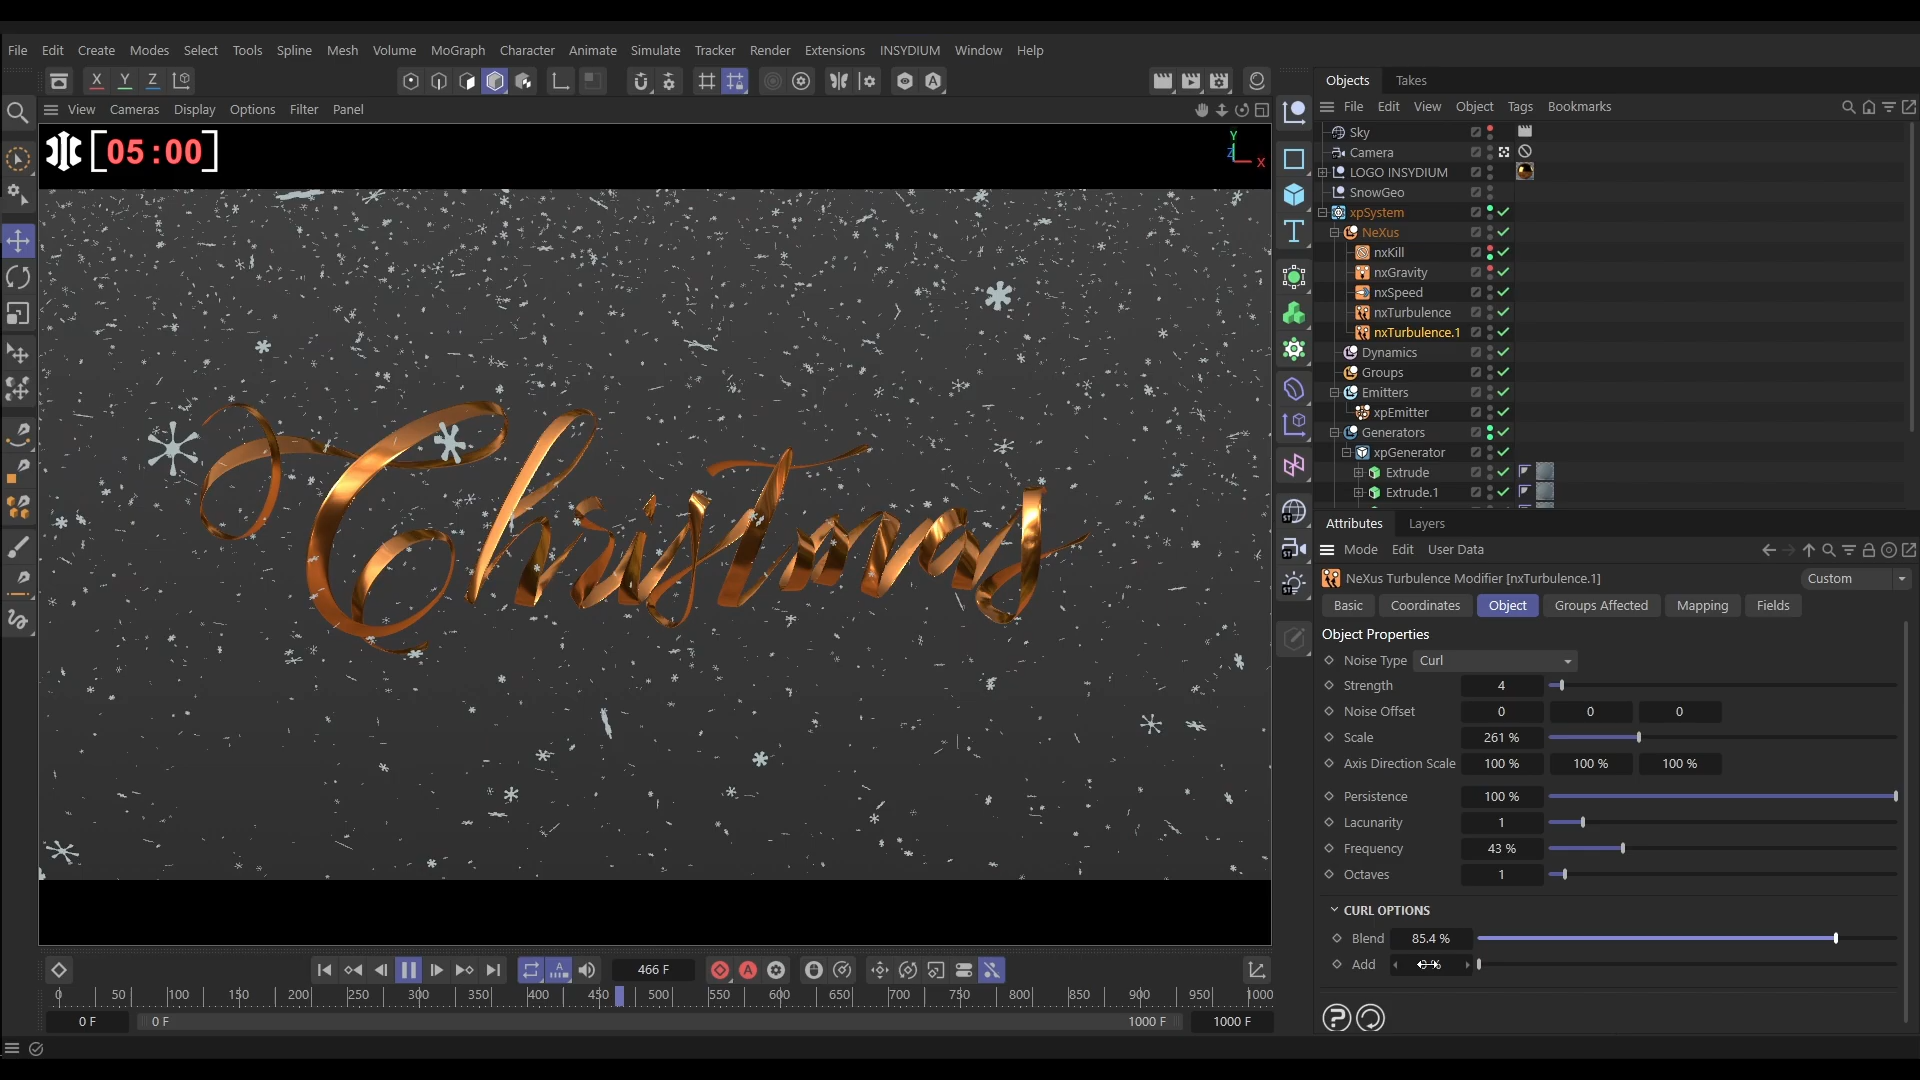 File Edit Create Modes Select Tools Spline Mesh Volume MoGraph Character Animate Simulate Tracker Render Extensions INSYDIUM Window Help
X Y Z
Objects Takes
View Cameras Display Options Filter Panel
File Edit View Object Tags Bookmarks
[05:00]
Y
Z X
Sky
Camera
LOGO INSYDIUM
SnowGeo
xpSystem
NeXus
nxKill
nxGravity
nxSpeed
nxTurbulence
nxTurbulence.1
Dynamics
Groups
Emitters
xpEmitter
Generators
xpGenerator
Extrude
Extrude.1
Christmas
Attributes Layers
Mode Edit User Data
NeXus Turbulence Modifier [nxTurbulence.1] Custom
Basic Coordinates Object Groups Affected Mapping Fields
Object Properties
Noise Type Curl
Strength 4
Noise Offset 0 0 0
Scale 261 %
Axis Direction Scale 100 % 100 % 100 %
Persistence 100 %
Lacunarity 1
Frequency 43 %
Octaves 1
CURL OPTIONS
Blend 85.4 %
Add
466 F
0 50 100 150 200 250 300 350 400 450 500 550 600 650 700 750 800 850 900 950 1000
0 F 0 F 1000 F 1000 F